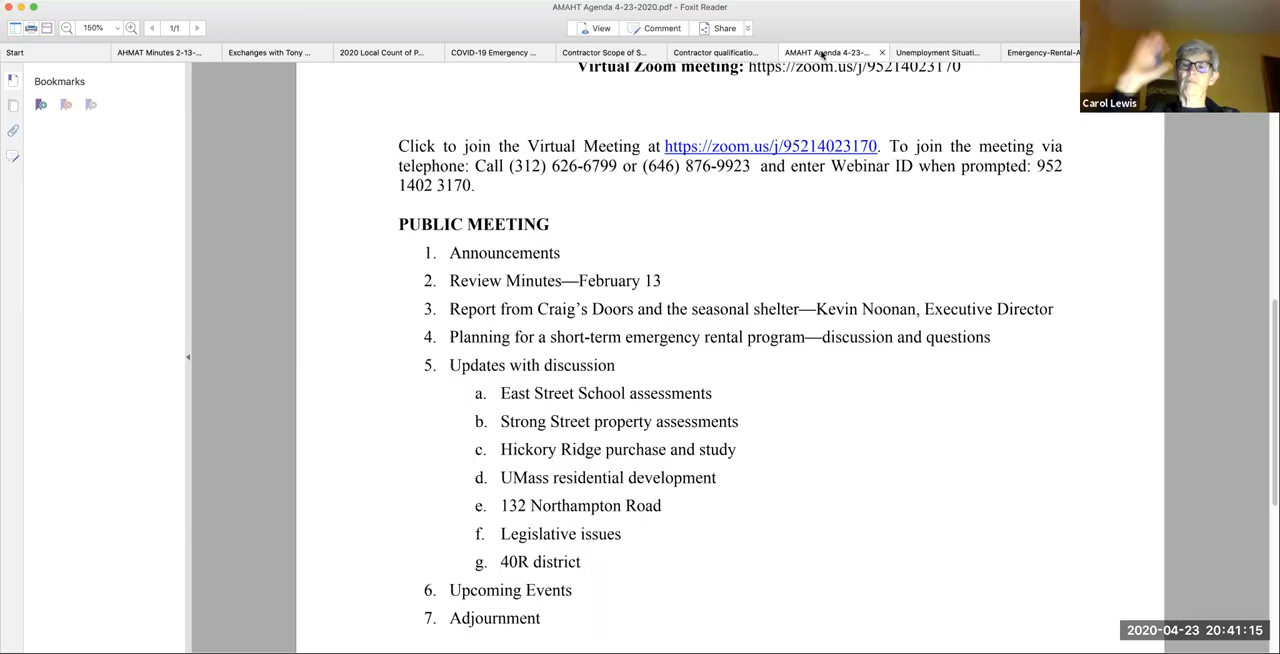 AMAHT Agenda 4-23-2020.pdf - Foxit Reader
150%
1/1
View
Comment
Share
Start
AHMAT Minutes 2-13-...
Exchanges with Tony ...
2020 Local Count of P...
COVID-19 Emergency ...
Contractor Scope of S...
Contractor qualificatio...
AMAHT Agenda 4-23-...
Unemployment Situati...
Emergency-Rental-A
Carol Lewis
Bookmarks
Virtual Zoom meeting: https://zoom.us/j/95214023170
Click to join the Virtual Meeting at https://zoom.us/j/95214023170. To join the meeting via
telephone: Call (312) 626-6799 or (646) 876-9923 and enter Webinar ID when prompted: 952
1402 3170.
PUBLIC MEETING
1. Announcements
2. Review Minutes—February 13
3. Report from Craig's Doors and the seasonal shelter—Kevin Noonan, Executive Director
4. Planning for a short-term emergency rental program—discussion and questions
5. Updates with discussion
a. East Street School assessments
b. Strong Street property assessments
c. Hickory Ridge purchase and study
d. UMass residential development
e. 132 Northampton Road
f. Legislative issues
g. 40R district
6. Upcoming Events
7. Adjournment
2020-04-23 20:41:15